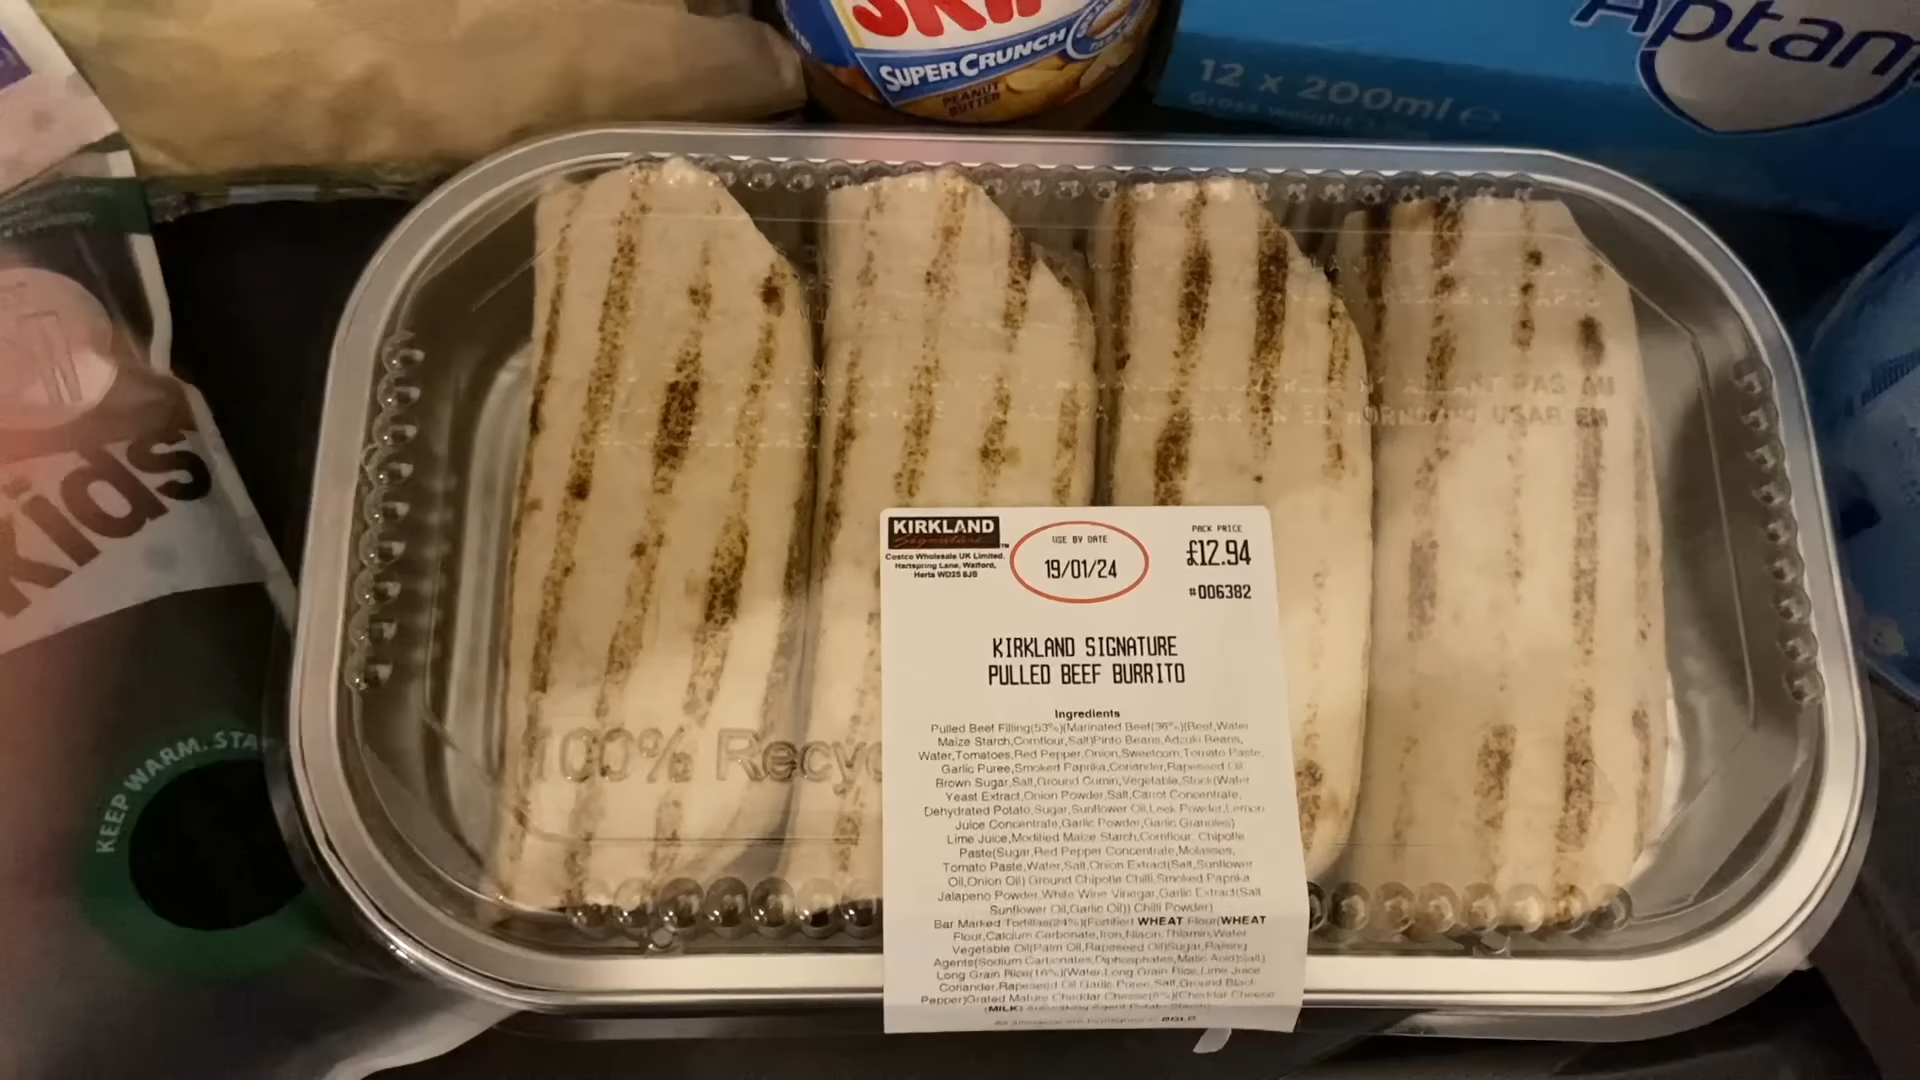 SUPER CRUNCH
PEANUT
BUTTER
12 x 200ml e
Gross weight
Kids
KEEP WARM. STA
100% Recyc
KIRKLAND
Signature
Costco Wholesale UK Limited,
Hartspring Lane, Watford,
Herts WD25 8JS
USE BY DATE
19/01/24
PACK PRICE
£12.94
#006382
KIRKLAND SIGNATURE
PULLED BEEF BURRITO
Ingredients
Pulled Beef Filling(53%)(Marinated Beef(36%)(Beef,Water
Maize Starch,Cornflour,Salt)Pinto Beans,Adzuki Beans,
Water,Tomatoes,Red Pepper,Onion,Sweetcorn,Tomato Paste,
Garlic Puree,Smoked Paprika,Coriander,Rapeseed Oil
Brown Sugar,Salt,Ground Cumin,Vegetable,Stock(Water
Yeast Extract,Onion Powder,Salt,Carrot Concentrate,
Dehydrated Potato,Sugar,Sunflower Oil,Leek Powder,Lemon
Juice Concentrate,Garlic Powder,Garlic Granules)
Lime Juice,Modified Maize Starch,Cornflour, Chipotle
Paste(Sugar,Red Pepper Concentrate,Molasses,
Tomato Paste,Water,Salt,Onion Extract(Salt,Sunflower
Oil,Onion Oil) Ground Chipotle Chilli,Smoked Paprika
Jalapeno Powder,White Wine Vinegar,Garlic Extract(Salt
Sunflower Oil,Garlic Oil)) Chilli Powder)
Bar Marked Tortillas(24%)(Fortified WHEAT Flour(WHEAT
Flour,Calcium Carbonate,Iron,Niacin,Thiamin,Water
Vegetable Oil(Palm Oil,Rapeseed Oil)Sugar,Raising
Agents(Sodium Carbonates,Diphosphates,Malic Acid)Salt)
Long Grain Rice(16%)(Water,Long Grain Rice,Lime Juice
Coriander,Rapeseed Oil Garlic Puree,Salt,Ground Black
Pepper)Grated Mature Cheddar Cheese(8%)(Cheddar Cheese
(MILK)